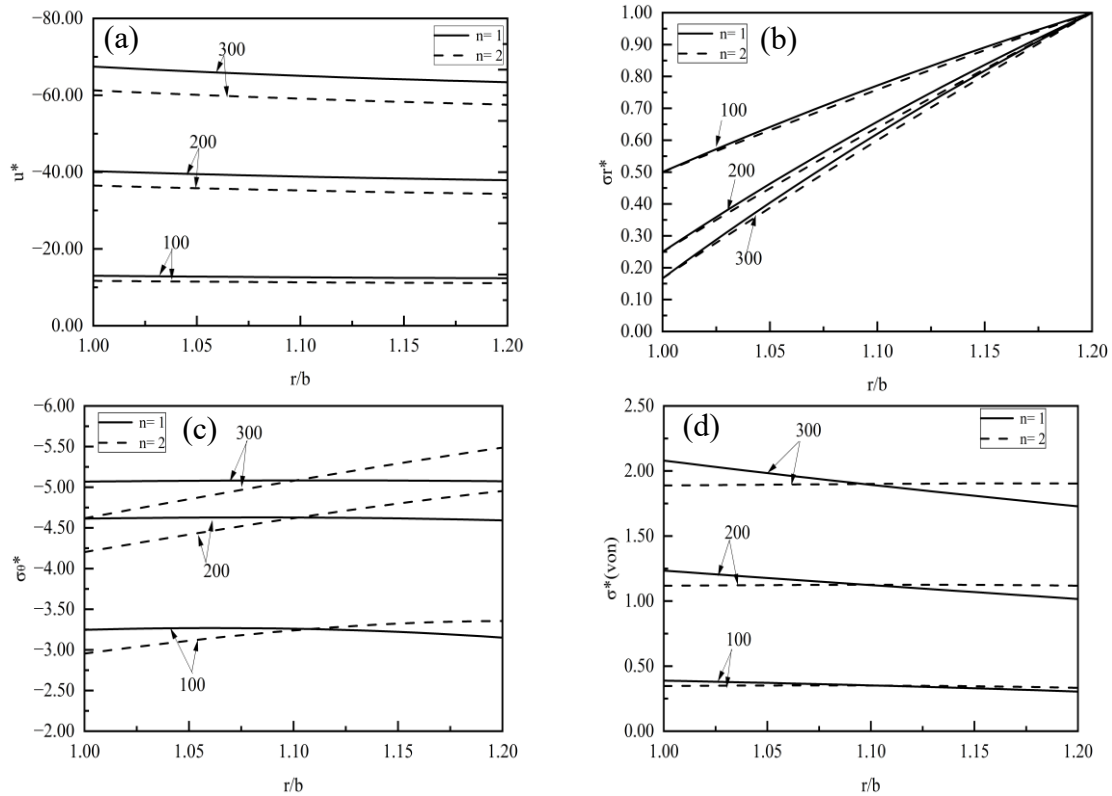 (a)
n= 1
n= 2
−80.00
−60.00
−40.00
−20.00
0.00
u*
300
200
100
1.00 1.05 1.10 1.15 1.20
r/b
(b)
n= 1
n= 2
1.00
0.90
0.80
0.70
0.60
0.50
0.40
0.30
0.20
0.10
0.00
σr*
100
200
300
1.00 1.05 1.10 1.15 1.20
r/b
(c)
n= 1
n= 2
−6.00
−5.50
−5.00
−4.50
−4.00
−3.50
−3.00
−2.50
−2.00
σθ*
300
200
100
1.00 1.05 1.10 1.15 1.20
r/b
(d)
n= 1
n= 2
2.50
2.00
1.50
1.00
0.50
0.00
σ*(von)
300
200
100
1.00 1.05 1.10 1.15 1.20
r/b